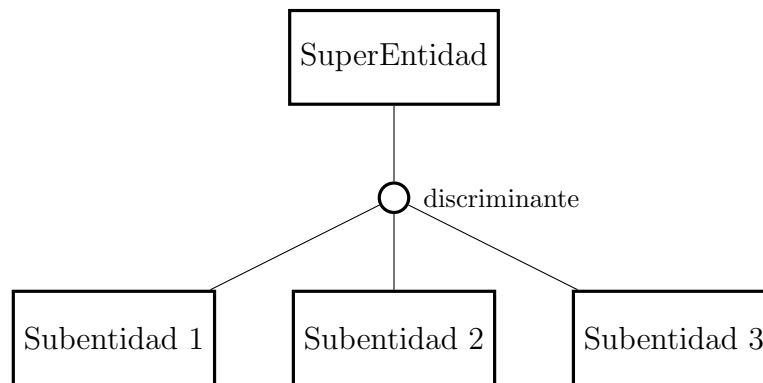 SuperEntidad
discriminante
Subentidad 1
Subentidad 2
Subentidad 3